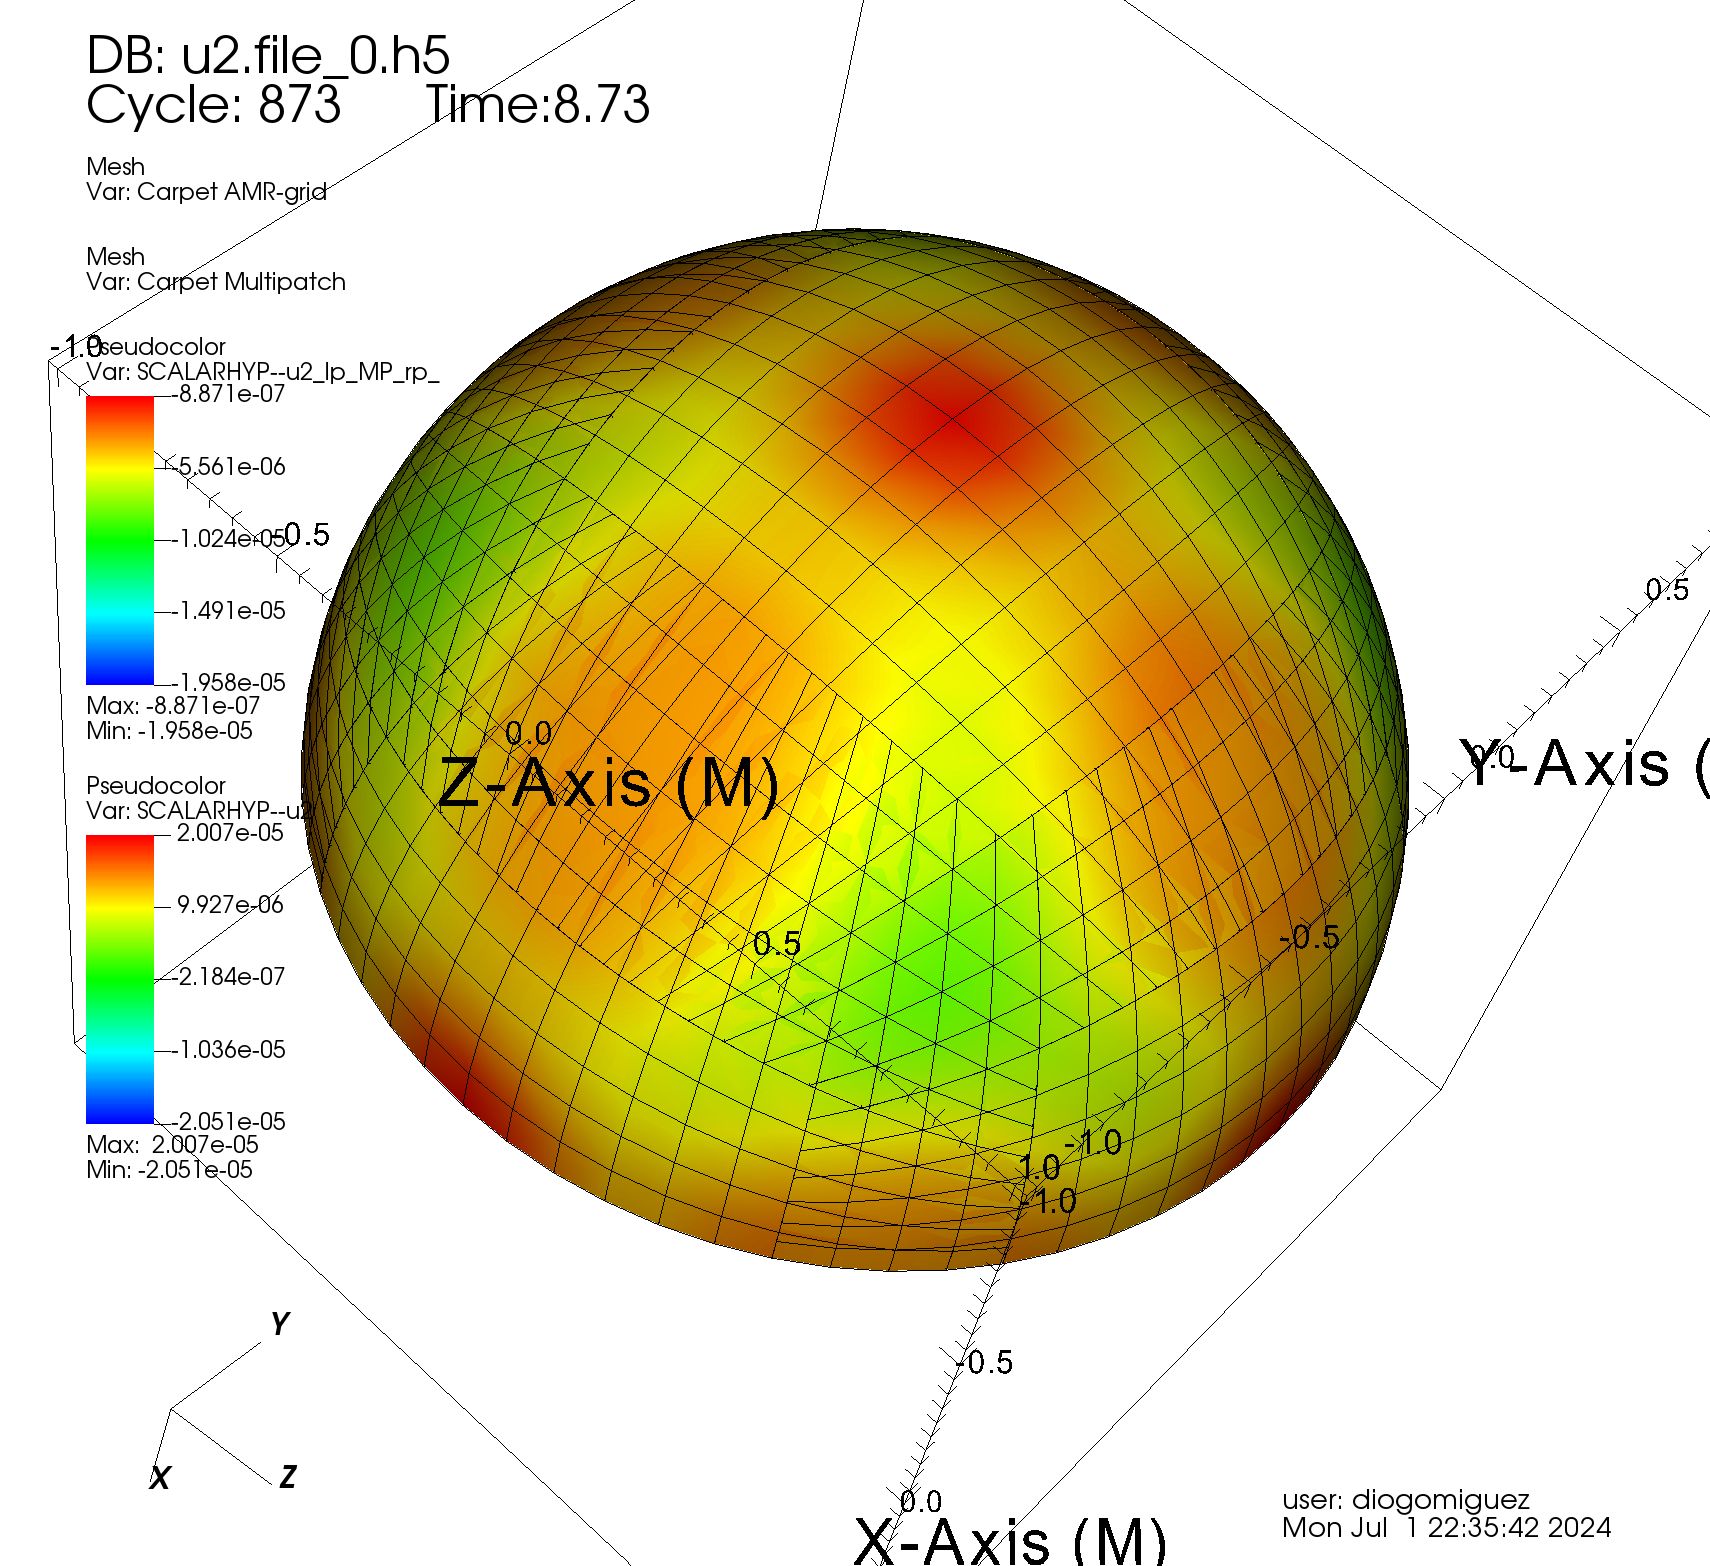 DB: u2.file_0.h5
Cycle: 873 Time:8.73
Mesh
Var: Carpet AMR-grid
Mesh
Var: Carpet Multipatch
-1.0
Pseudocolor
Var: SCALARHYP--u2_lp_MP_rp_
-8.871e-07
-5.561e-06
-1.024e-05
-1.491e-05
-1.958e-05
Max: -8.871e-07
Min: -1.958e-05
Pseudocolor
Var: SCALARHYP--u2
2.007e-05
9.927e-06
-2.184e-07
-1.036e-05
-2.051e-05
Max: 2.007e-05
Min: -2.051e-05
-0.5
0.0
Z-Axis (M)
0.5
1.0
0.5
0.0
Y-Axis (
-0.5
-1.0
-1.0
-0.5
0.0
X-Axis (M)
Y
X
Z
user: diogomiguez
Mon Jul 1 22:35:42 2024